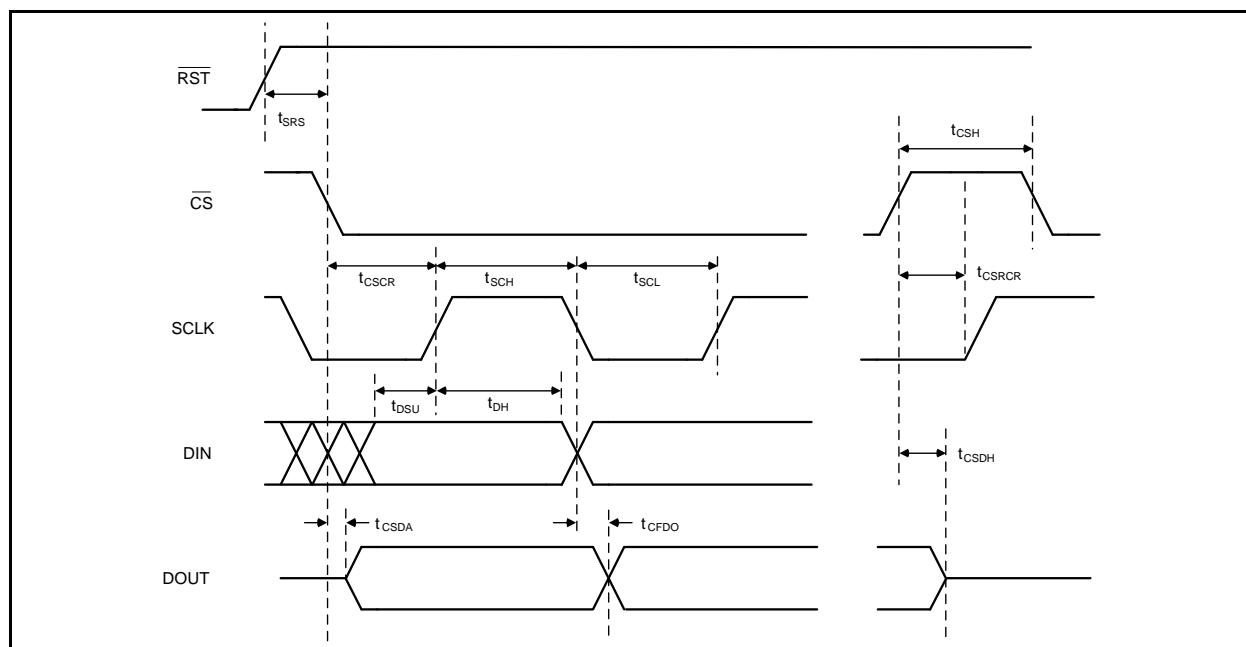 RST
tSRS
tCSH
CS
tCSCR
tSCH
tSCL
tCSRCR
SCLK
tDSU
tDH
DIN
tCSDH
tCSDA
tCFDO
DOUT